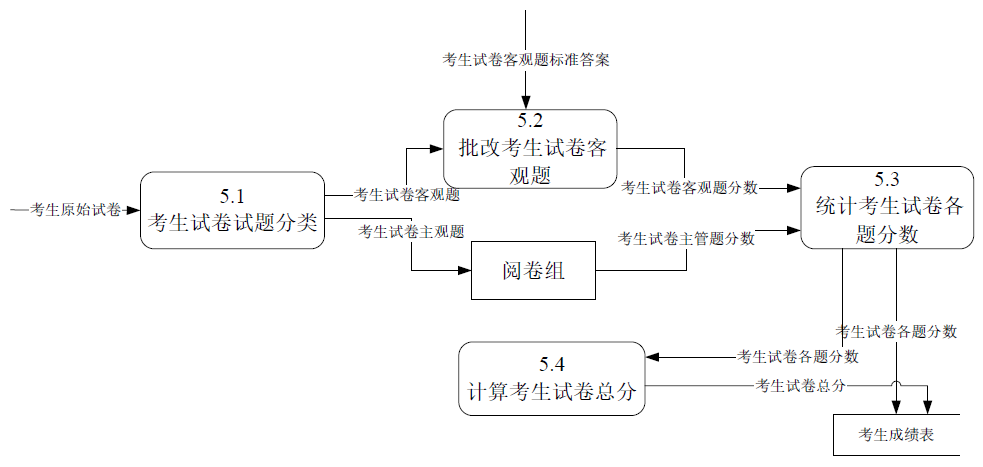 考生试卷客观题标准答案
5.2
批改考生试卷客
观题
5.1
考生试卷试题分类
考生原始试卷
考生试卷客观题
考生试卷主观题
阅卷组
考生试卷客观题分数
考生试卷主管题分数
5.3
统计考生试卷各
题分数
考生试卷各题分数
考生试卷各题分数
5.4
计算考生试卷总分
考生试卷总分
考生成绩表